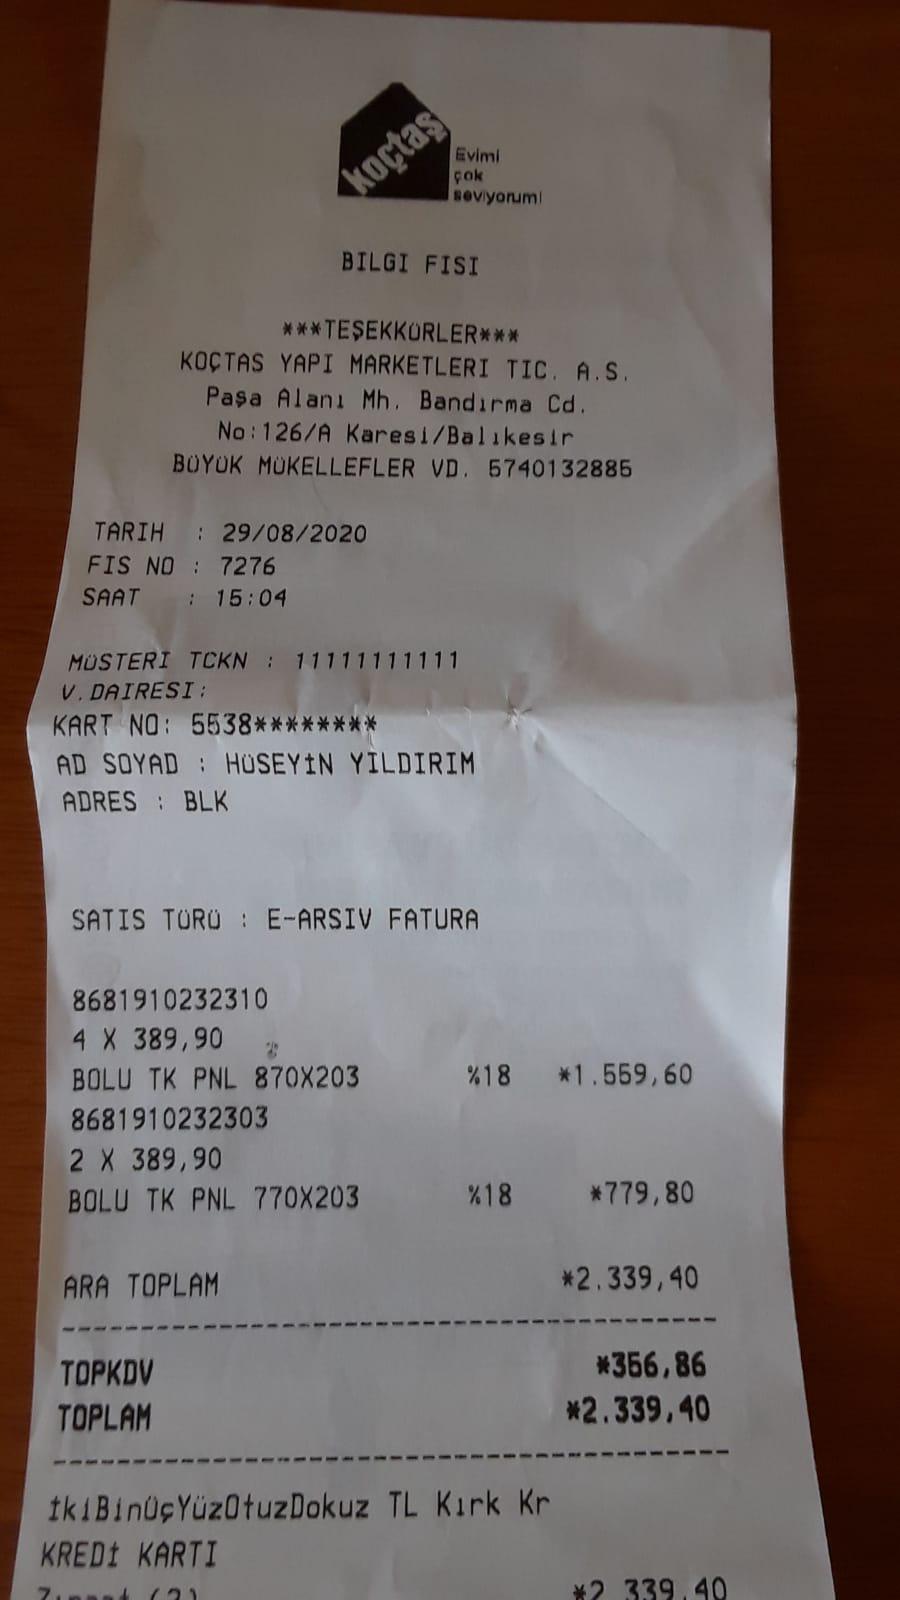 koçtaş
Evimi
çok
seviyorum!
BILGI FISI
***TEŞEKKÜRLER***
KOÇTAS YAPI MARKETLERI TIC. A.S.
Paşa Alanı Mh. Bandırma Cd.
No:126/A Karesi/Balıkesir
BÜYÜK MÜKELLEFLER VD. 5740132885
TARIH : 29/08/2020
FIS NO : 7276
SAAT : 15:04
MÜSTERI TCKN : 11111111111
V.DAIRESI:
KART NO: 5538********
AD SOYAD : HÜSEYİN YILDIRIM
ADRES : BLK
SATIS TÜRÜ : E-ARSIV FATURA
8681910232310
4 X 389,90
BOLU TK PNL 870X203 %18 *1.559,60
8681910232303
2 X 389,90
BOLU TK PNL 770X203 %18 *779,80
ARA TOPLAM *2.339,40
TOPKDV *356,86
TOPLAM *2.339,40
İkiBinÜçYüzOtuzDokuz TL Kırk Kr
KREDİ KARTI
*2.339,40